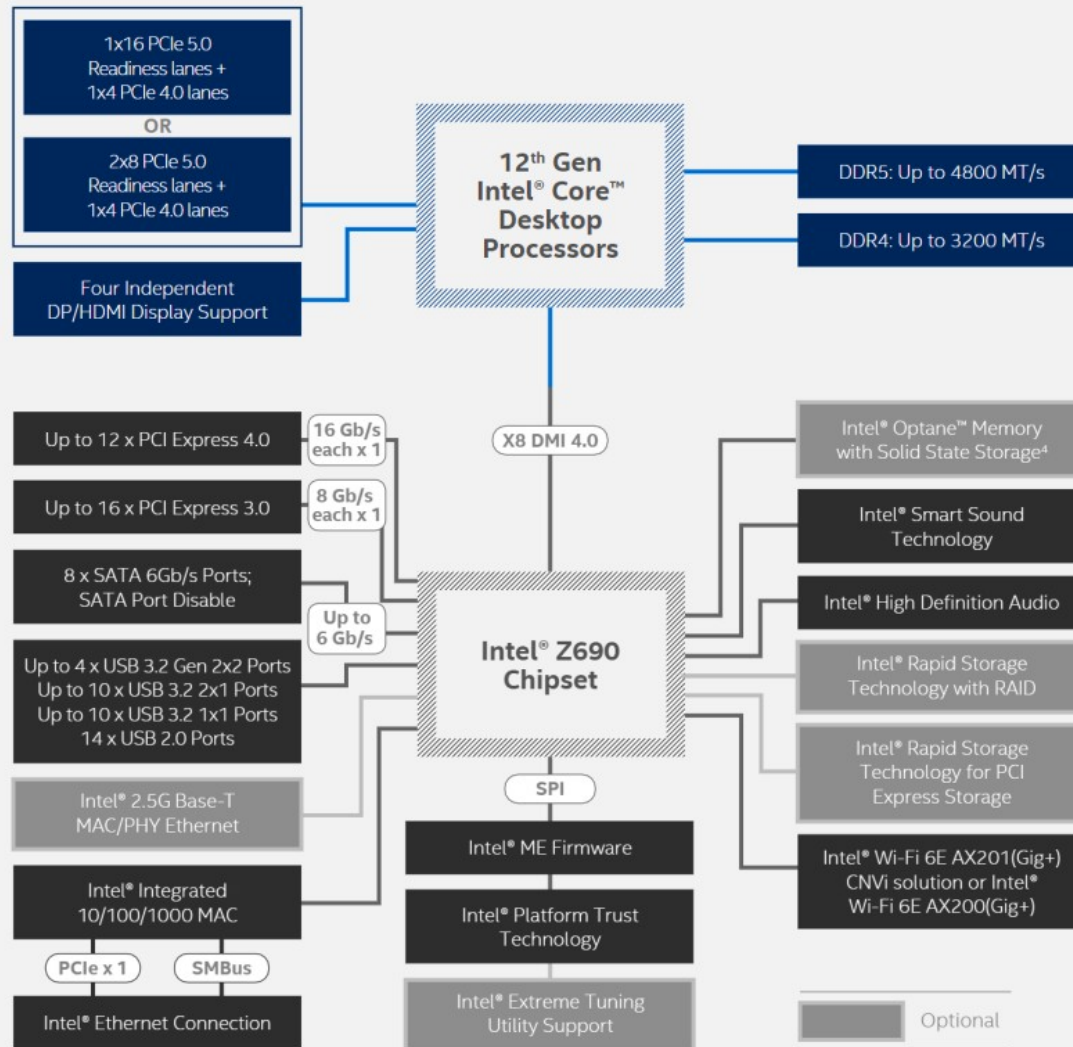 1x16 PCIe 5.0
Readiness lanes +
1x4 PCIe 4.0 lanes
OR
2x8 PCIe 5.0
Readiness lanes +
1x4 PCIe 4.0 lanes
Four Independent
DP/HDMI Display Support
12th Gen
Intel® Core™
Desktop
Processors
DDR5: Up to 4800 MT/s
DDR4: Up to 3200 MT/s
X8 DMI 4.0
Up to 12 x PCI Express 4.0
16 Gb/s
each x 1
Up to 16 x PCI Express 3.0
8 Gb/s
each x 1
8 x SATA 6Gb/s Ports;
SATA Port Disable
Up to
6 Gb/s
Up to 4 x USB 3.2 Gen 2x2 Ports
Up to 10 x USB 3.2 2x1 Ports
Up to 10 x USB 3.2 1x1 Ports
14 x USB 2.0 Ports
Intel® 2.5G Base-T
MAC/PHY Ethernet
Intel® Integrated
10/100/1000 MAC
PCIe x 1
SMBus
Intel® Ethernet Connection
Intel® Z690
Chipset
SPI
Intel® ME Firmware
Intel® Platform Trust
Technology
Intel® Extreme Tuning
Utility Support
Intel® Optane™ Memory
with Solid State Storage⁴
Intel® Smart Sound
Technology
Intel® High Definition Audio
Intel® Rapid Storage
Technology with RAID
Intel® Rapid Storage
Technology for PCI
Express Storage
Intel® Wi-Fi 6E AX201(Gig+)
CNVi solution or Intel®
Wi-Fi 6E AX200(Gig+)
Optional